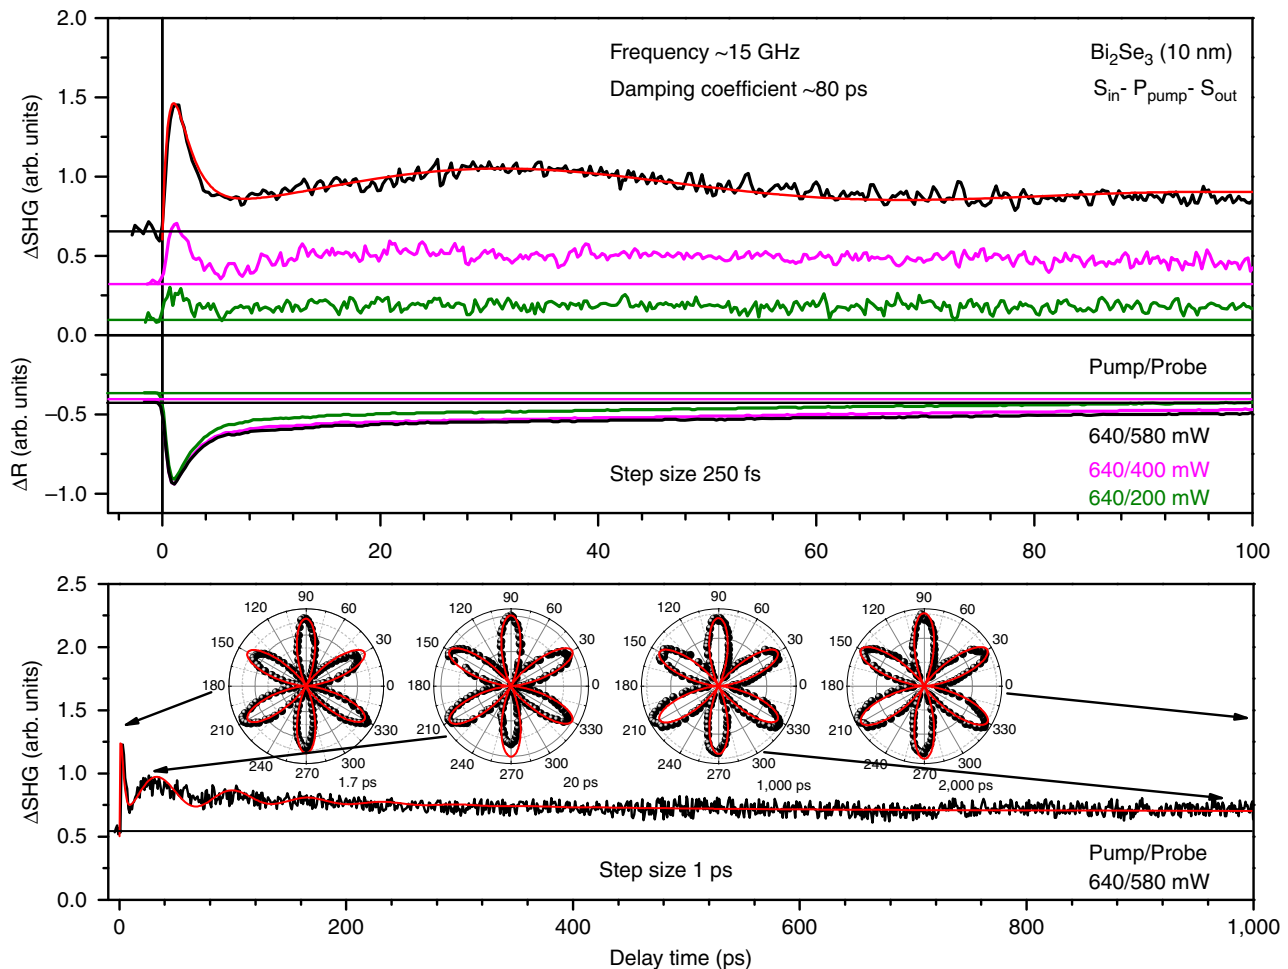 2.0
1.5
1.0
0.5
0.0
−0.5
−1.0
ΔSHG (arb. units)
ΔR (arb. units)
Frequency ~15 GHz
Damping coefficient ~80 ps
Bi2Se3 (10 nm)
Sin- Ppump- Sout
Pump/Probe
640/580 mW
640/400 mW
640/200 mW
Step size 250 fs
0 20 40 60 80 100
2.5
2.0
1.5
1.0
0.5
0.0
ΔSHG (arb. units)
90
120 60
150 30
180 0
210 330
240 300
270
1.7 ps
90
120 60
150 30
180 0
210 330
240 300
270
20 ps
90
120 60
150 30
180 0
210 330
240 300
270
1,000 ps
90
120 60
150 30
180 0
210 330
240 300
270
2,000 ps
Step size 1 ps
Pump/Probe
640/580 mW
0 200 400 600 800 1,000
Delay time (ps)